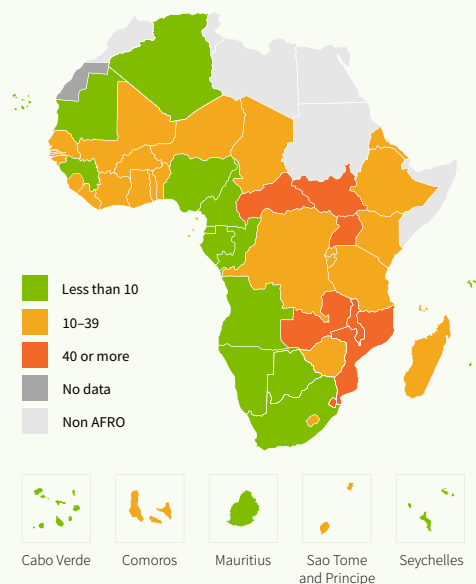 Less than 10
10–39
40 or more
No data
Non AFRO
Cabo Verde
Comoros
Mauritius
Sao Tome
and Principe
Seychelles